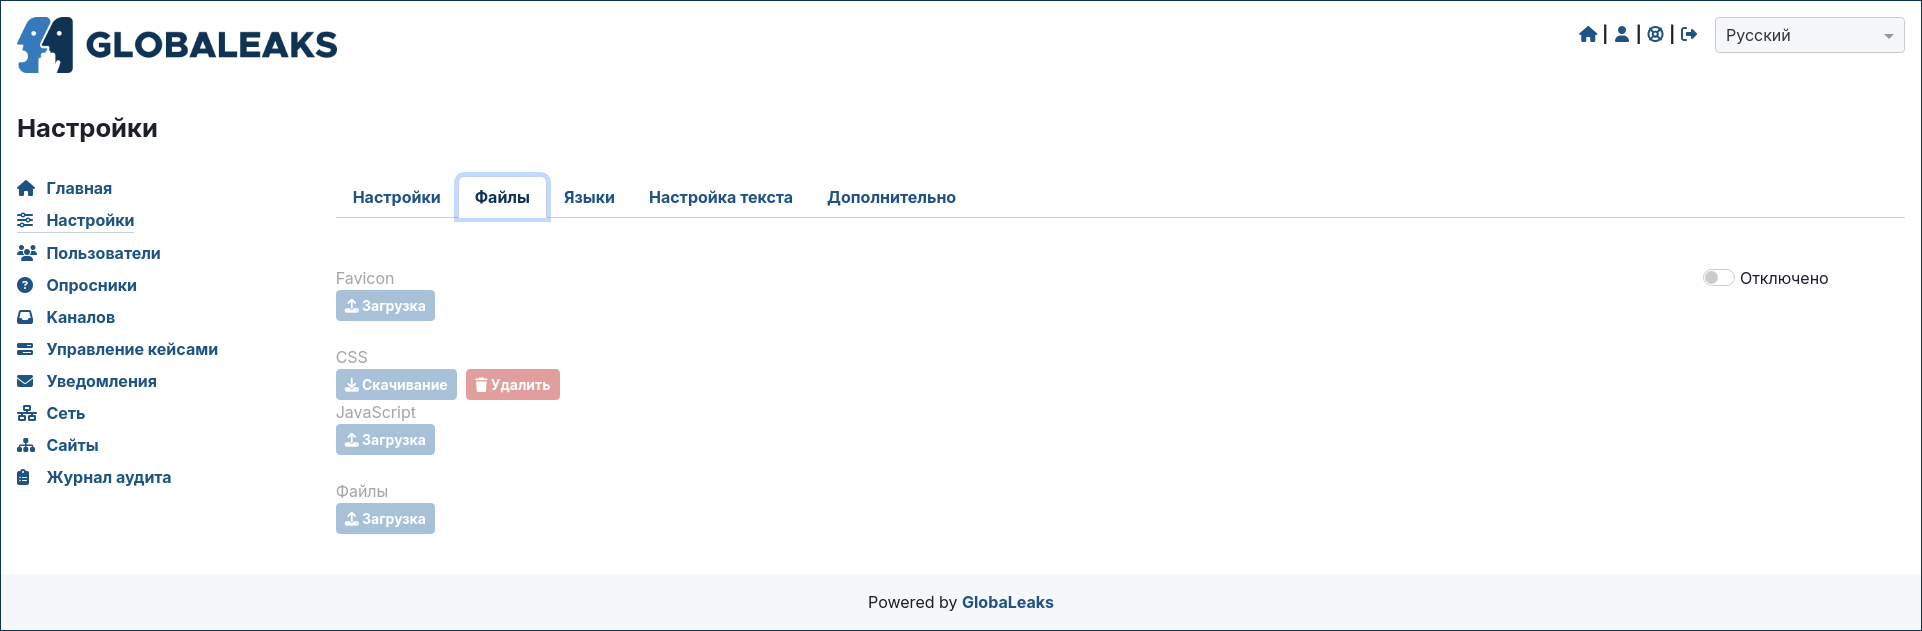 GLOBALEAKS
Русский
Настройки
Главная
Настройки
Пользователи
Опросники
Каналов
Управление кейсами
Уведомления
Сеть
Сайты
Журнал аудита
Настройки Файлы Языки Настройка текста Дополнительно
Favicon
Загрузка
Отключено
CSS
Скачивание Удалить
JavaScript
Загрузка
Файлы
Загрузка
Powered by GlobaLeaks